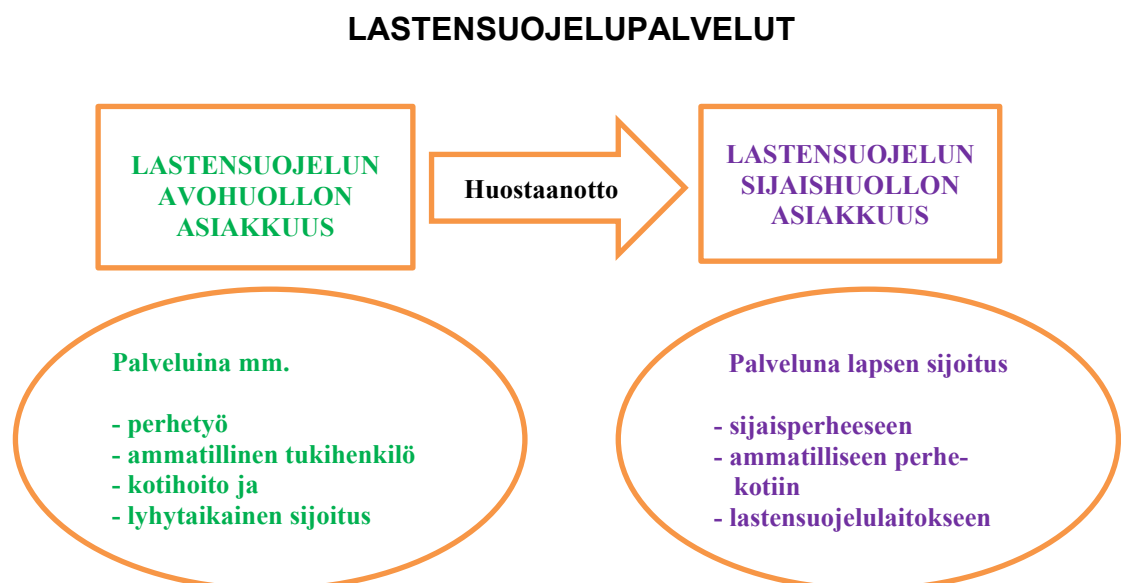 LASTENSUOJELUPALVELUT
LASTENSUOJELUN
AVOHUOLLON
ASIAKKUUS
Huostaanotto
LASTENSUOJELUN
SIJAISHUOLLON
ASIAKKUUS
Palveluina mm.
- perhetyö
- ammatillinen tukihenkilö
- kotihoito ja
- lyhytaikainen sijoitus
Palveluna lapsen sijoitus
- sijaisperheeseen
- ammatilliseen perhe-
kotiin
- lastensuojelulaitokseen